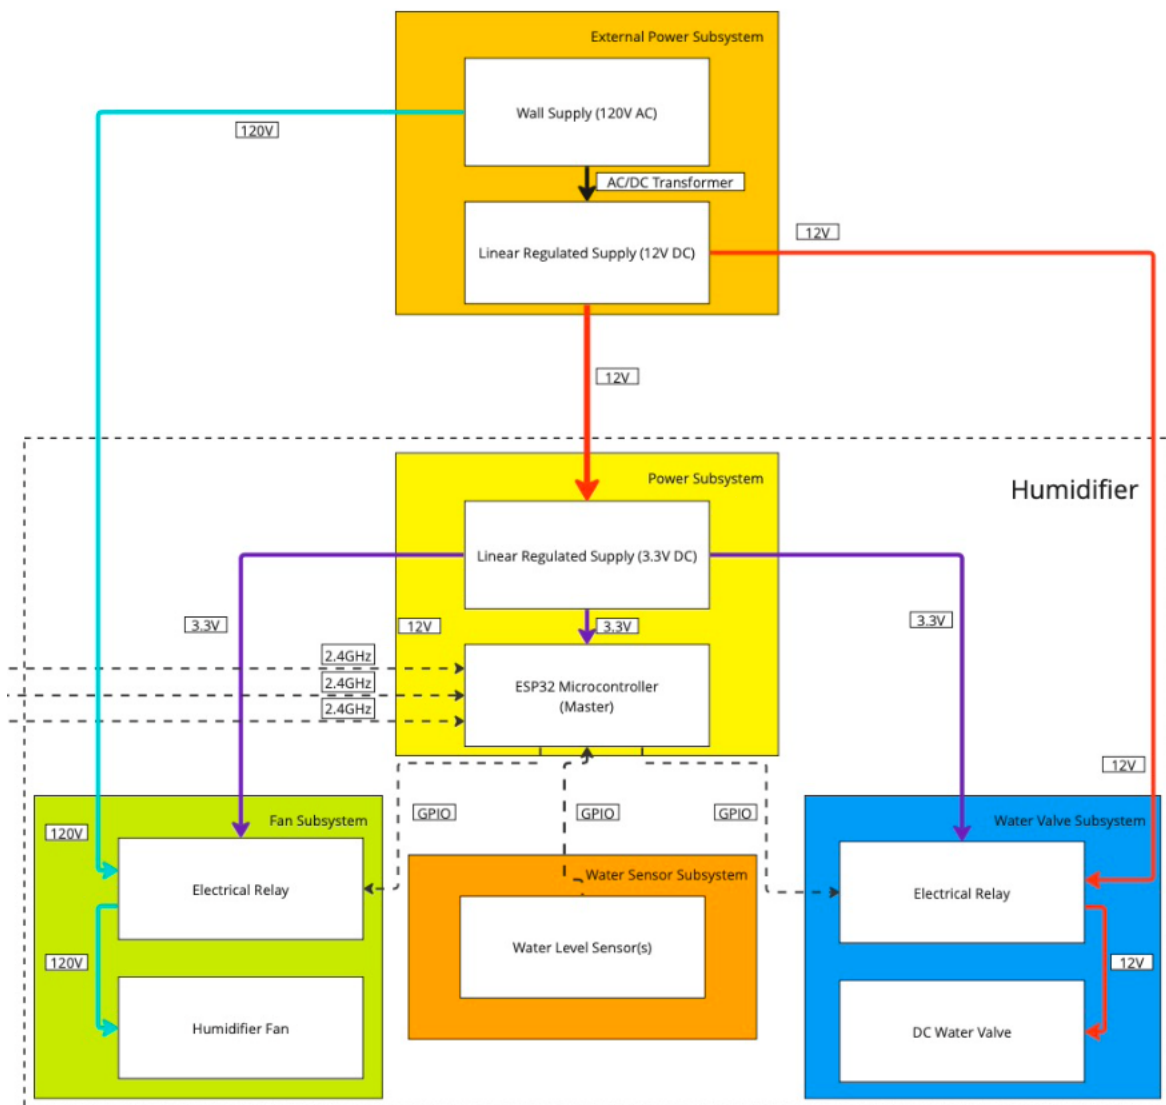 External Power Subsystem
Wall Supply (120V AC)
120V
AC/DC Transformer
12V
Linear Regulated Supply (12V DC)
12V
Power Subsystem
Humidifier
Linear Regulated Supply (3.3V DC)
3.3V
12V
3.3V
3.3V
2.4GHz
2.4GHz
2.4GHz
ESP32 Microcontroller
(Master)
12V
GPIO
GPIO
GPIO
Fan Subsystem
120V
Electrical Relay
120V
Humidifier Fan
Water Sensor Subsystem
Water Level Sensor(s)
Water Valve Subsystem
Electrical Relay
12V
DC Water Valve